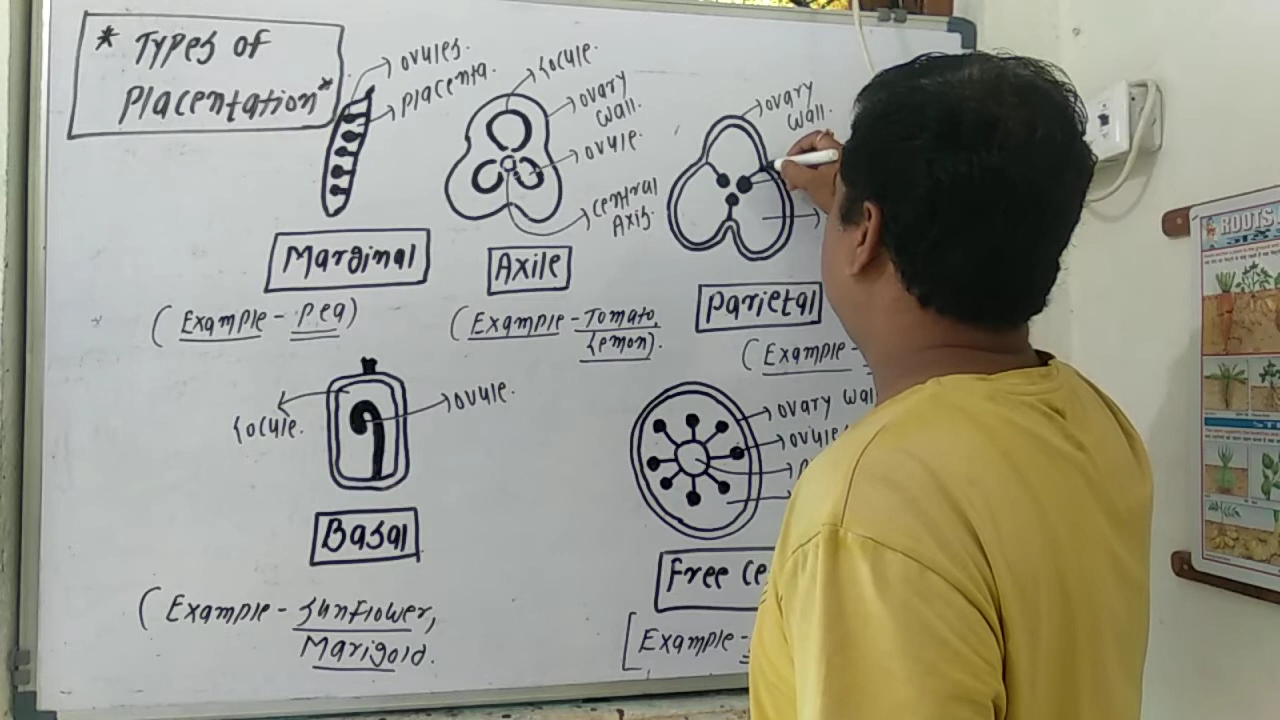 * Types of
Placentation *
ovules.
placenta.
Marginal
(Example - Pea)
Locule.
ovary
wall.
ovule.
central
Axis.
Axile
(Example - Tomato,
Lemon).
ovary
wall.
Parietal
(Example -
Locule.
ovule.
Basal
(Example - Sunflower,
Marigold.
ovary wal
ovules
Free Ce
[Example -
ROOTS